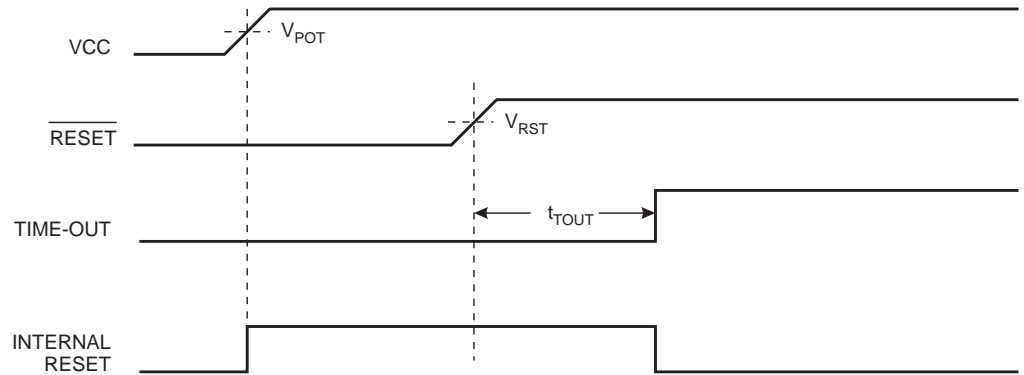 VCC
VPOT
RESET
VRST
TIME-OUT
tTOUT
INTERNAL
RESET